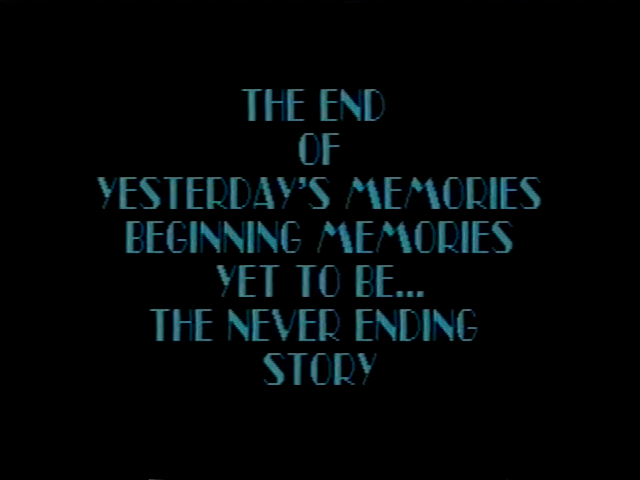 THE END
OF
YESTERDAY'S MEMORIES
BEGINNING MEMORIES
YET TO BE...
THE NEVER ENDING
STORY